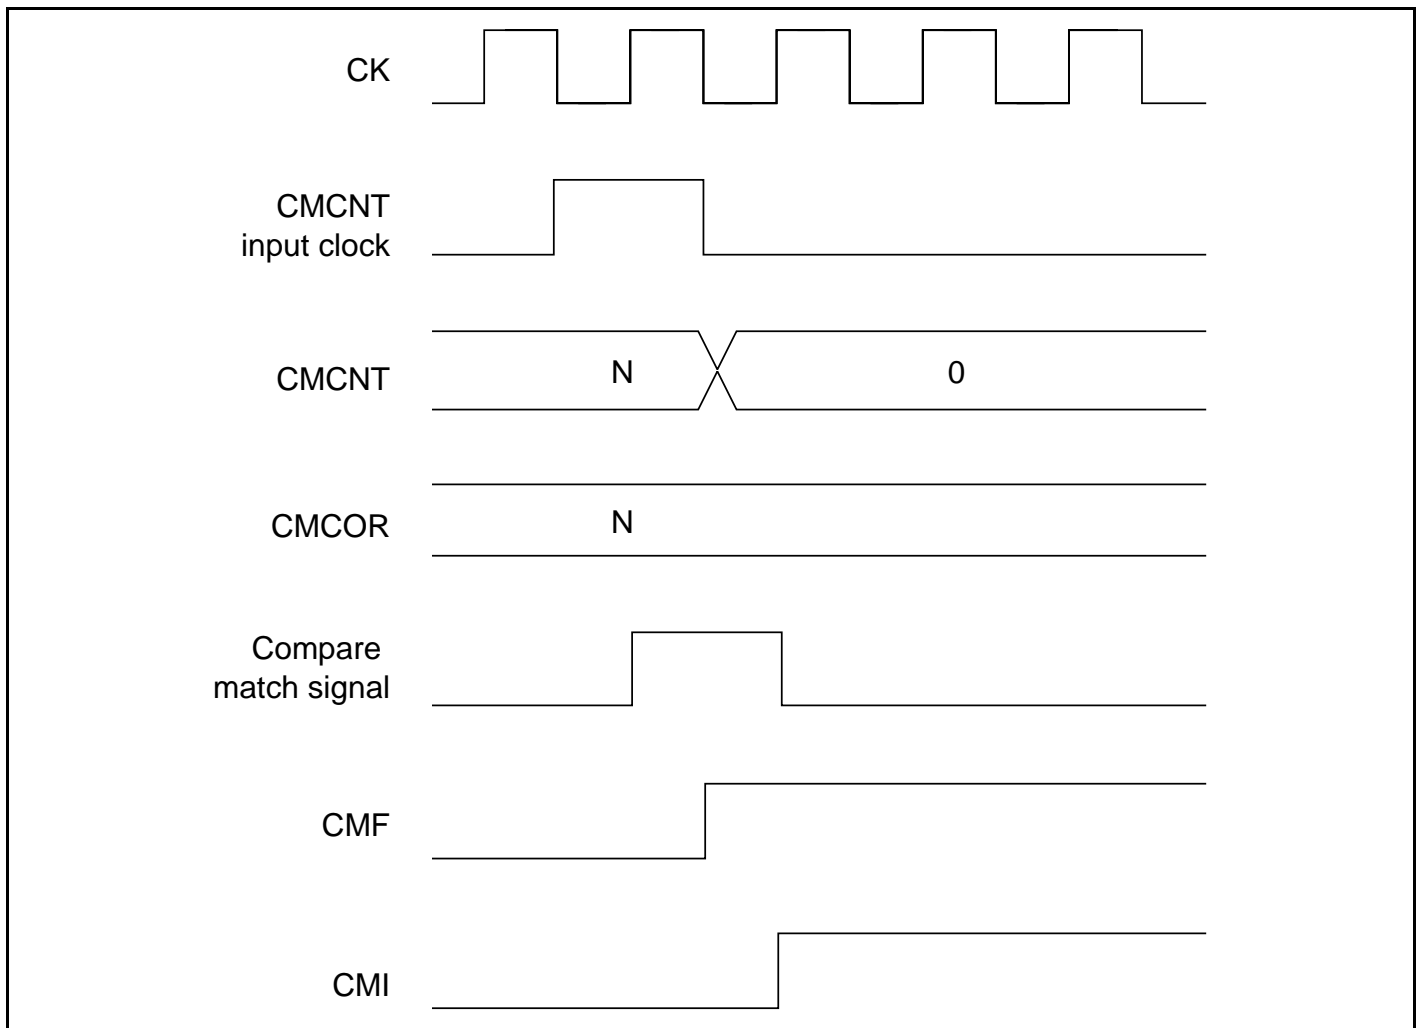 CK
CMCNT
input clock
CMCNT
N
0
CMCOR
N
Compare
match signal
CMF
CMI